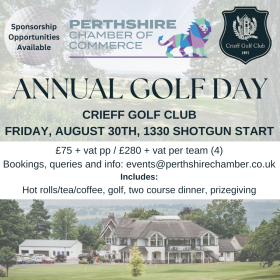 Sponsorship
Opportunities
Available
PERTHSHIRE
CHAMBER OF
COMMERCE
Crieff Golf Club
1891
ANNUAL GOLF DAY
CRIEFF GOLF CLUB
FRIDAY, AUGUST 30TH, 1330 SHOTGUN START
£75 + vat pp / £280 + vat per team (4)
Bookings, queries and info: events@perthshirechamber.co.uk
Includes:
Hot rolls/tea/coffee, golf, two course dinner, prizegiving